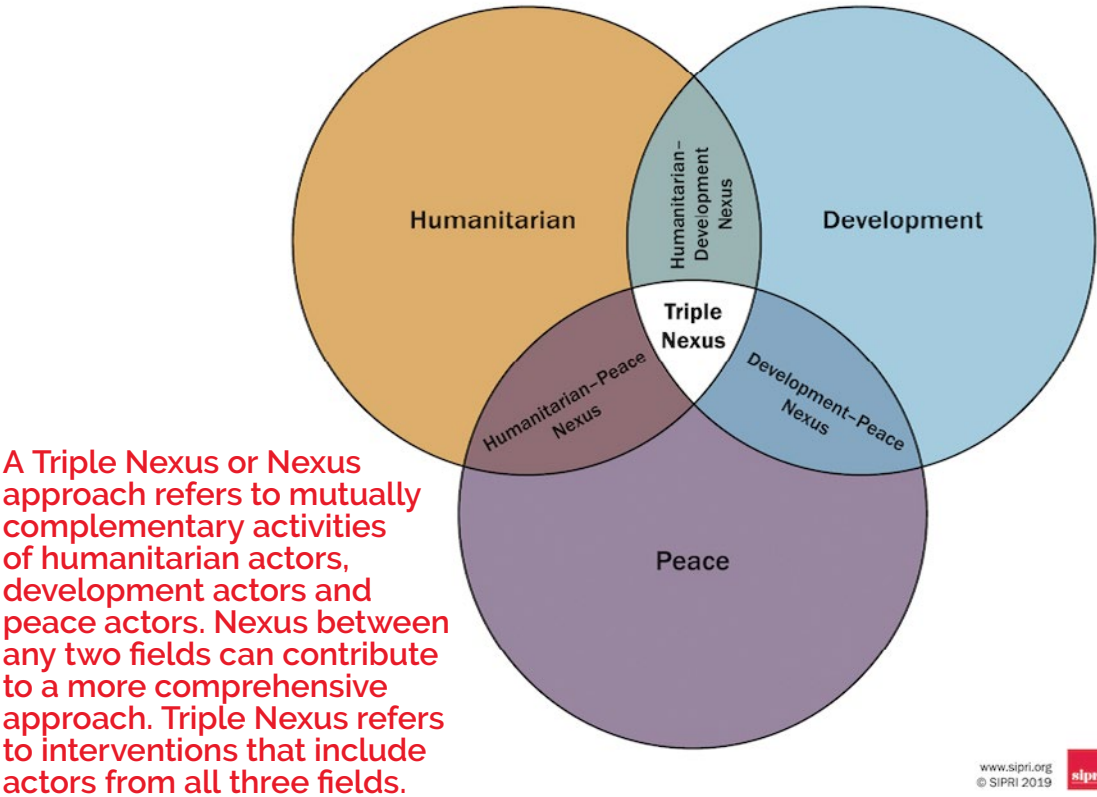 Humanitarian
Humanitarian–
Development
Nexus
Development
Triple
Nexus
Humanitarian–Peace
Nexus
Development–Peace
Nexus
Peace
A Triple Nexus or Nexus
approach refers to mutually
complementary activities
of humanitarian actors,
development actors and
peace actors. Nexus between
any two fields can contribute
to a more comprehensive
approach. Triple Nexus refers
to interventions that include
actors from all three fields.
www.sipri.org
© SIPRI 2019
sipri